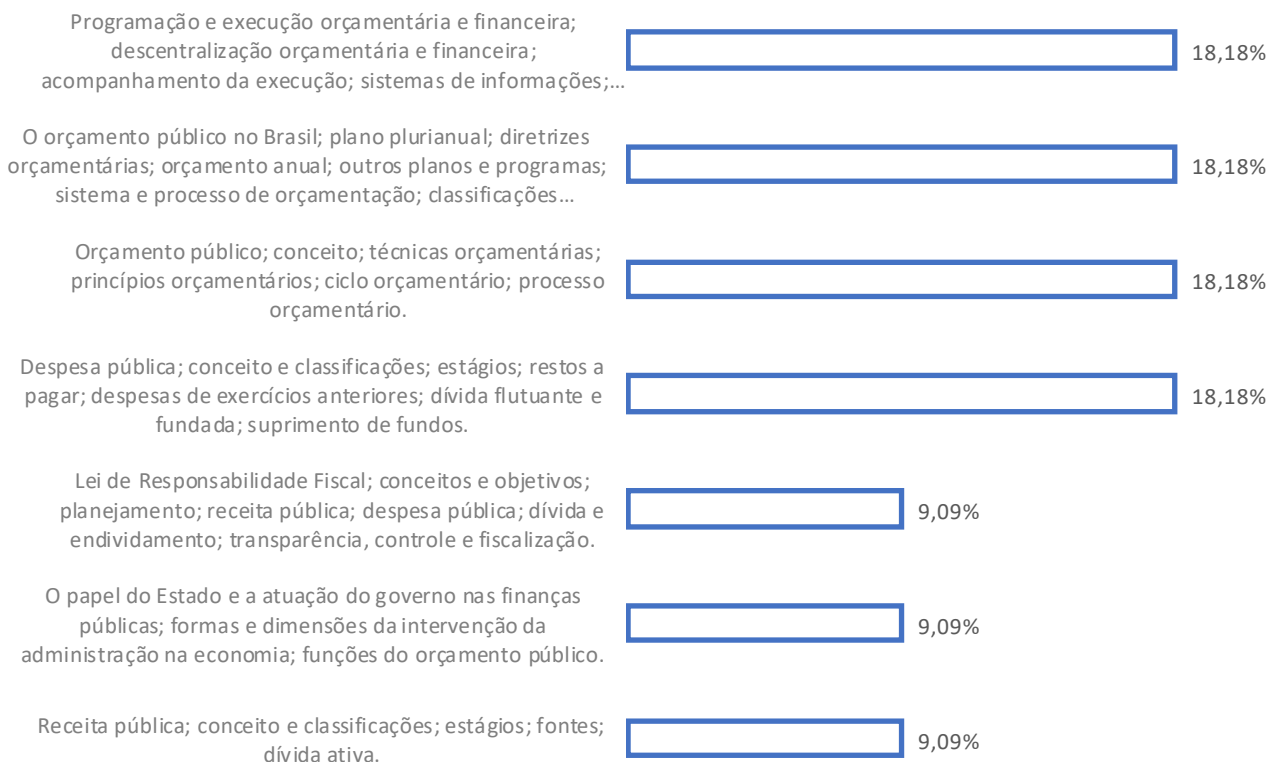 Programação e execução orçamentária e financeira;
descentralização orçamentária e financeira;
acompanhamento da execução; sistemas de informações;...
18,18%
O orçamento público no Brasil; plano plurianual; diretrizes
orçamentárias; orçamento anual; outros planos e programas;
sistema e processo de orçamentação; classificações...
18,18%
Orçamento público; conceito; técnicas orçamentárias;
princípios orçamentários; ciclo orçamentário; processo
orçamentário.
18,18%
Despesa pública; conceito e classificações; estágios; restos a
pagar; despesas de exercícios anteriores; dívida flutuante e
fundada; suprimento de fundos.
18,18%
Lei de Responsabilidade Fiscal; conceitos e objetivos;
planejamento; receita pública; despesa pública; dívida e
endividamento; transparência, controle e fiscalização.
9,09%
O papel do Estado e a atuação do governo nas finanças
públicas; formas e dimensões da intervenção da
administração na economia; funções do orçamento público.
9,09%
Receita pública; conceito e classificações; estágios; fontes;
dívida ativa.
9,09%